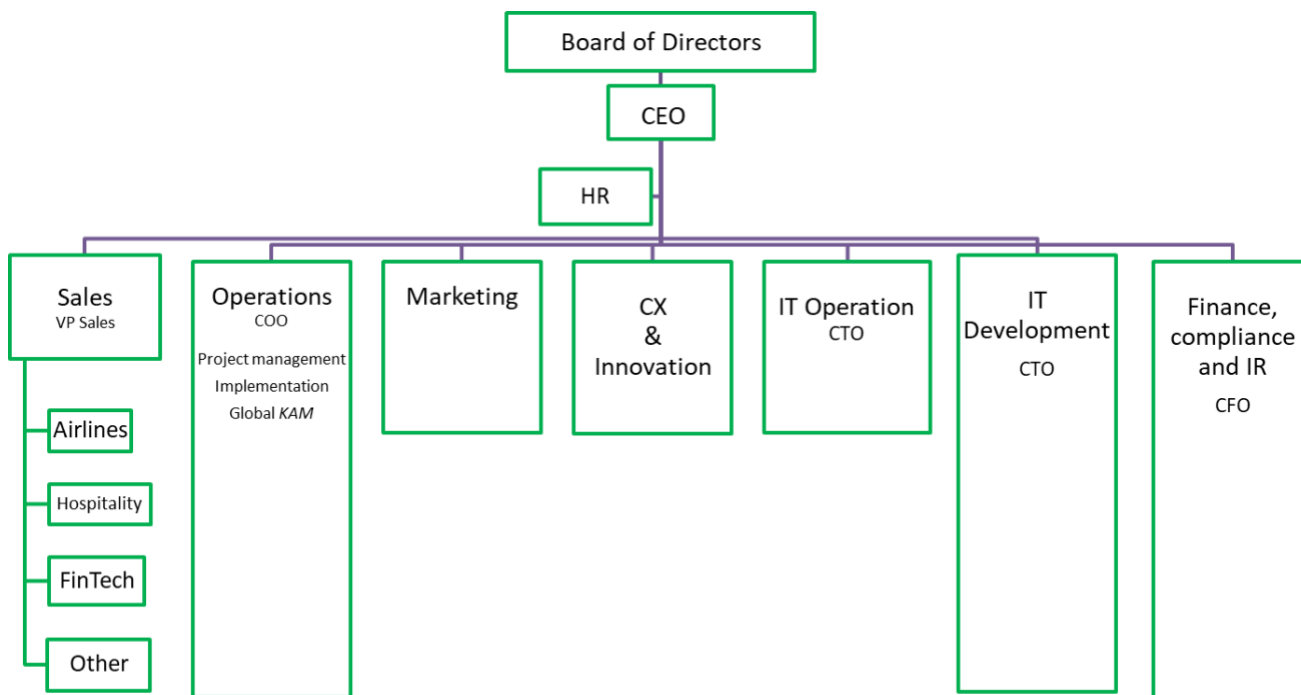 Board of Directors
CEO
HR
Sales
VP Sales
Airlines
Hospitality
FinTech
Other
Operations
COO
Project management
Implementation
Global KAM
Marketing
CX
&
Innovation
IT Operation
CTO
IT
Development
CTO
Finance,
compliance
and IR
CFO